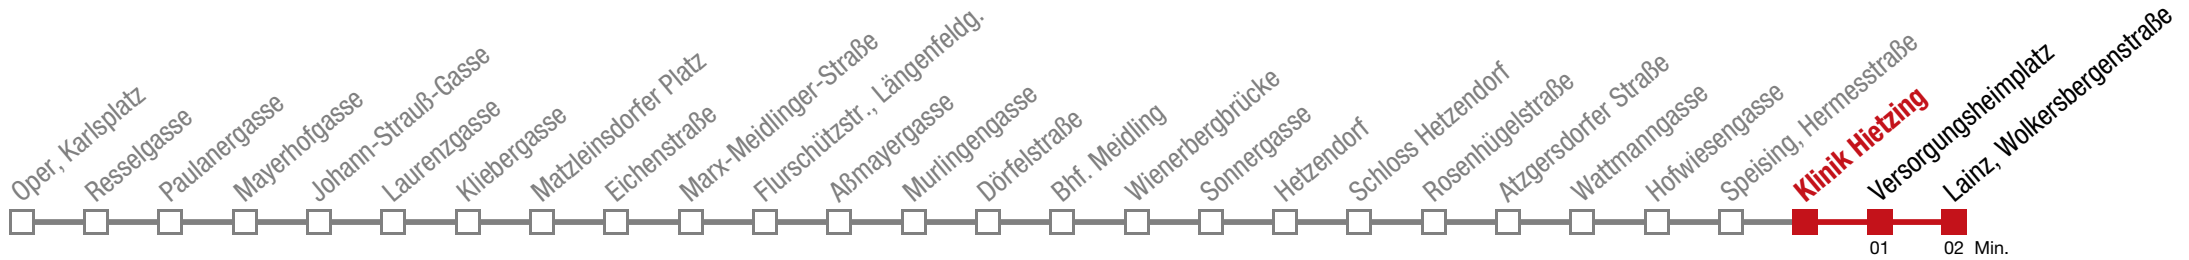 Oper, Karlsplatz
Resselgasse
Paulanergasse
Mayerhofgasse
Johann-Strauß-Gasse
Laurenzgasse
Kliebergasse
Matzleinsdorfer Platz
Eichenstraße
Marx-Meidlinger-Straße
Flurschützstr., Längenfeldg.
Aßmayergasse
Murlingengasse
Dörfelstraße
Bhf. Meidling
Wienerbergbrücke
Sonnergasse
Hetzendorf
Schloss Hetzendorf
Rosenhügelstraße
Atzgersdorfer Straße
Wattmanngasse
Hofwiesengasse
Speising, Hermesstraße
Klinik Hietzing
Versorgungsheimplatz
Lainz, Wolkersbergenstraße
01 02 Min.